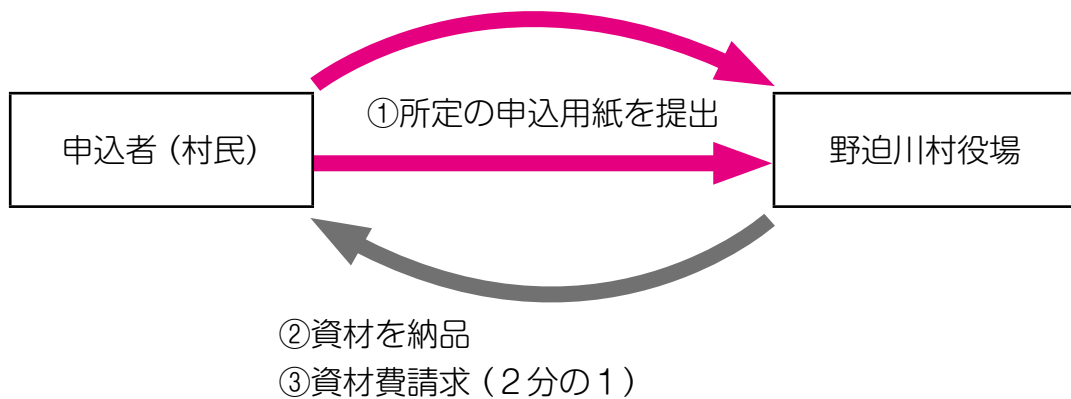 ①所定の申込用紙を提出
申込者（村民）
野迫川村役場
②資材を納品
③資材費請求（２分の１）